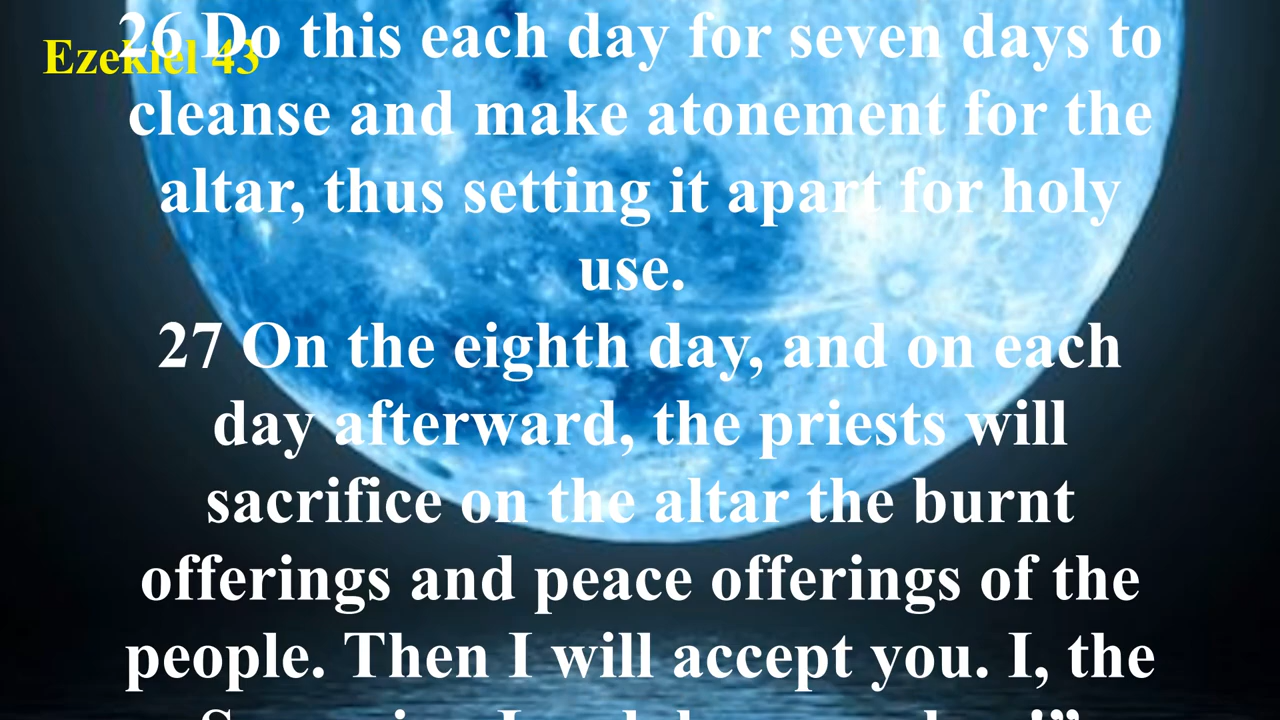 Ezekiel 43
26 Do this each day for seven days to
cleanse and make atonement for the
altar, thus setting it apart for holy
use.
27 On the eighth day, and on each
day afterward, the priests will
sacrifice on the altar the burnt
offerings and peace offerings of the
people. Then I will accept you. I, the